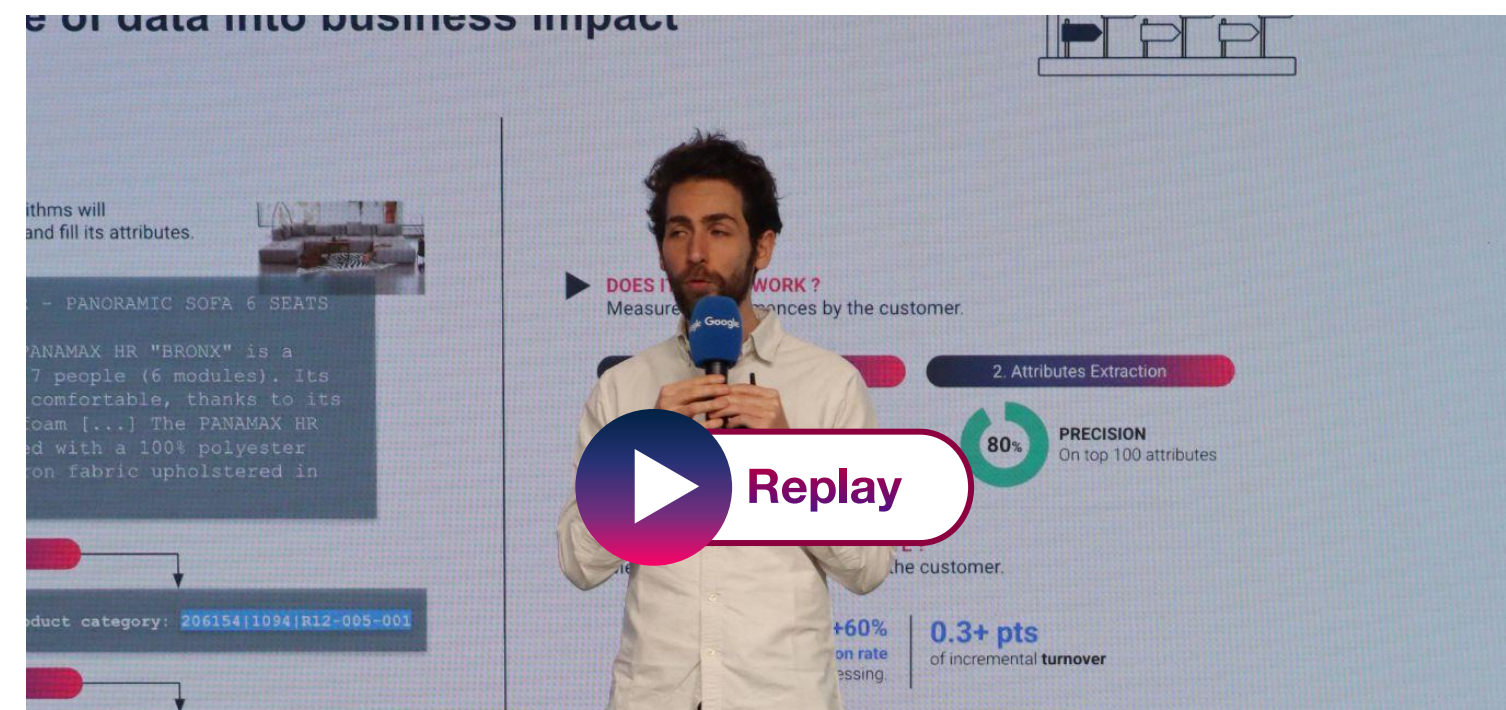 e of data into business impact
ithms will
and fill its attributes.
- PANORAMIC SOFA 6 SEATS
PANAMAX HR "BRONX" is a
7 people (6 modules). Its
comfortable, thanks to its
foam [...] The PANAMAX HR
ed with a 100% polyester
ron fabric upholstered in
duct category: 206154|1094|R12-005-001
DOES IT WORK ?
Measure mances by the customer.
2. Attributes Extraction
80%
PRECISION
On top 100 attributes
Google
Replay
the customer.
+60%
on rate
essing.
0.3+ pts
of incremental turnover